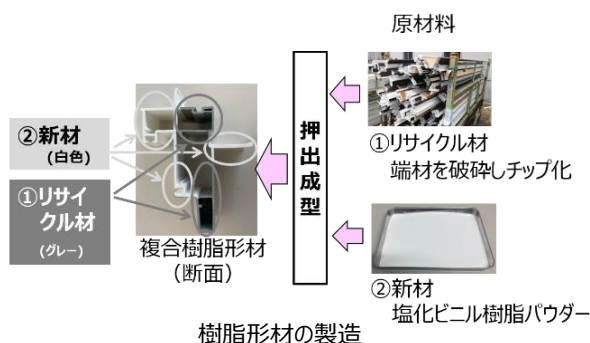 原材料
①リサイクル材
端材を破砕しチップ化
押出成型
②新材
(白色)
①リサイ
クル材
(グレー)
複合樹脂形材
(断面)
②新材
塩化ビニル樹脂パウダー
樹脂形材の製造